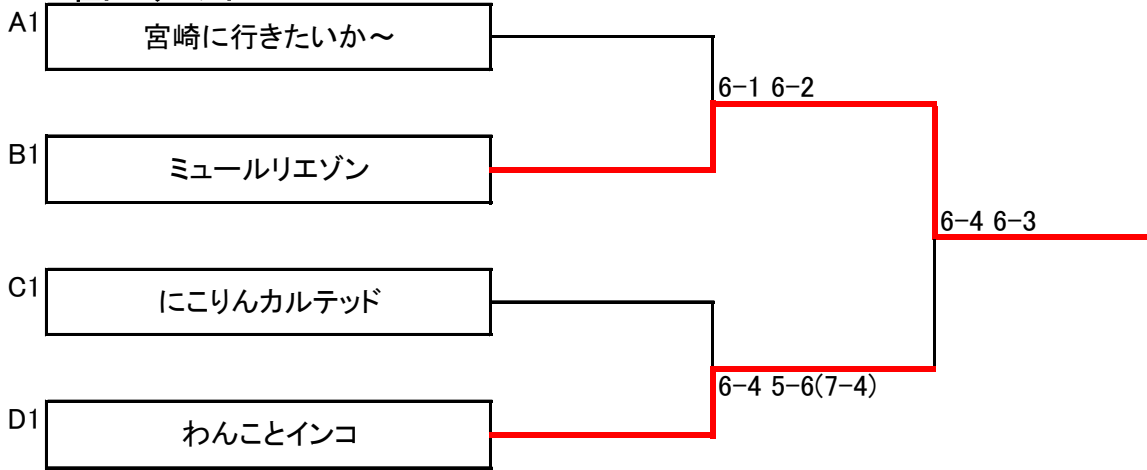 A1
宮崎に行きたいか～
6-1 6-2
B1
ミュールリエゾン
6-4 6-3
C1
にこりんカルテッド
6-4 5-6(7-4)
D1
わんことインコ